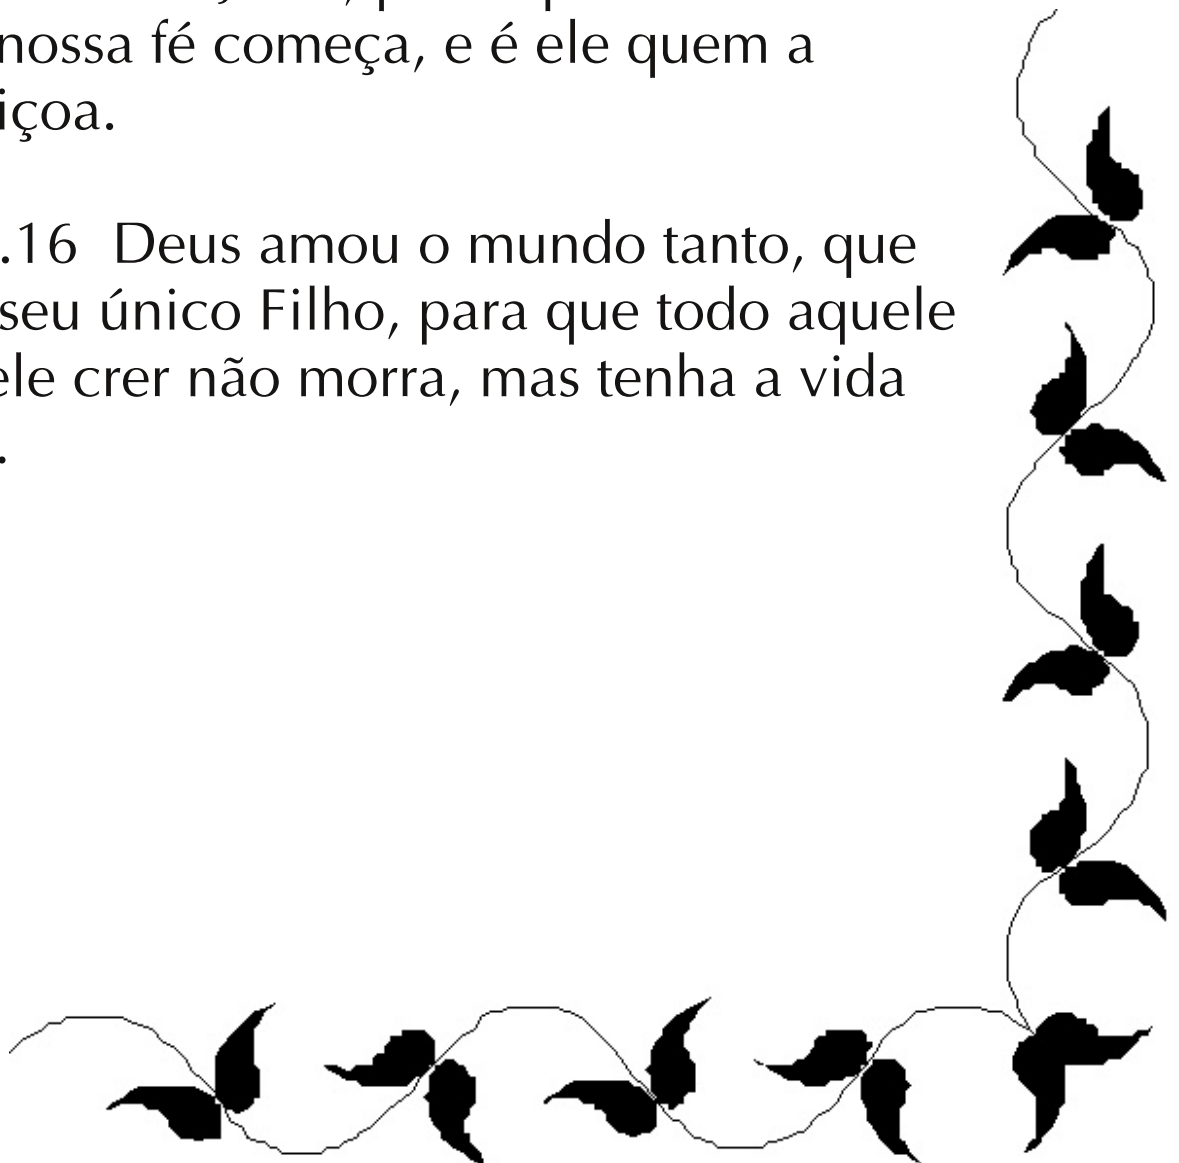 nossa fé começa, e é ele quem a
içoa.
.16 Deus amou o mundo tanto, que
seu único Filho, para que todo aquele
ele crer não morra, mas tenha a vida
.